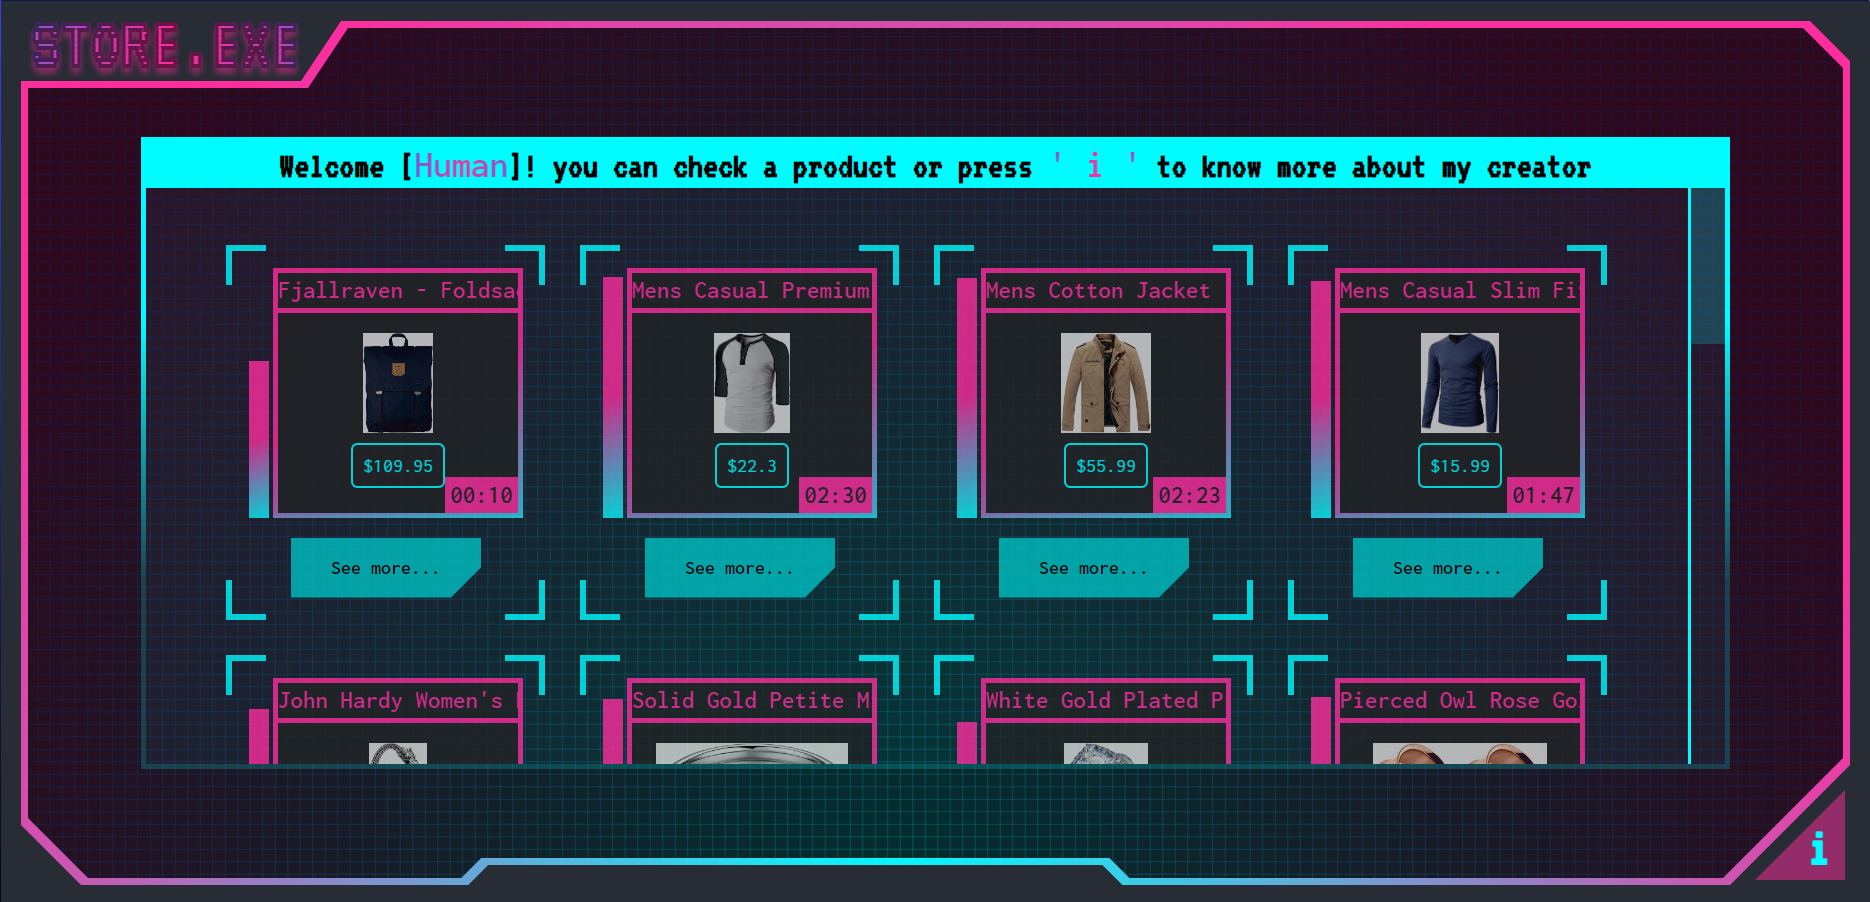 STORE.EXE
Welcome [Human]! you can check a product or press ' i ' to know more about my creator
Fjallraven - Foldsa
Mens Casual Premium
Mens Cotton Jacket
Mens Casual Slim Fi
$109.95
$22.3
$55.99
$15.99
00:10
02:30
02:23
01:47
See more...
See more...
See more...
See more...
John Hardy Women's
Solid Gold Petite M
White Gold Plated P
Pierced Owl Rose Go
i